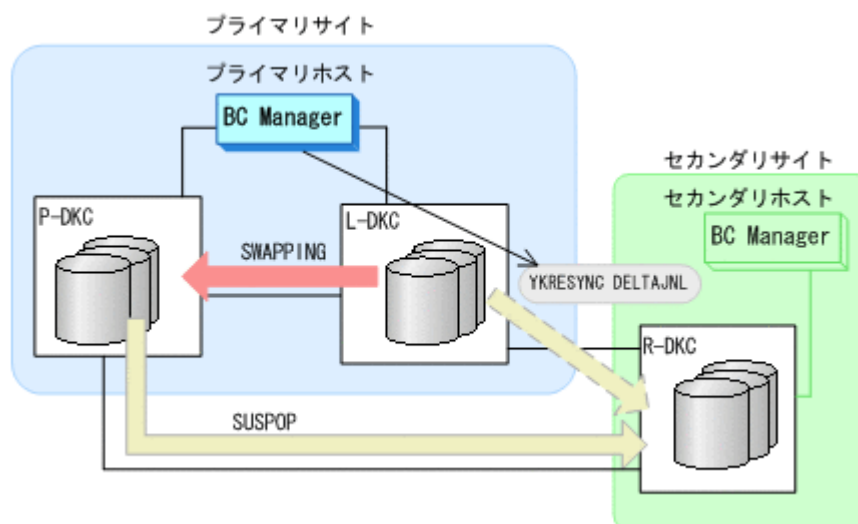 プライマリサイト
プライマリホスト
BC Manager
セカンダリサイト
セカンダリホスト
BC Manager
P-DKC
L-DKC
SWAPPING
YKRESYNC DELTAJNL
R-DKC
SUSPOP